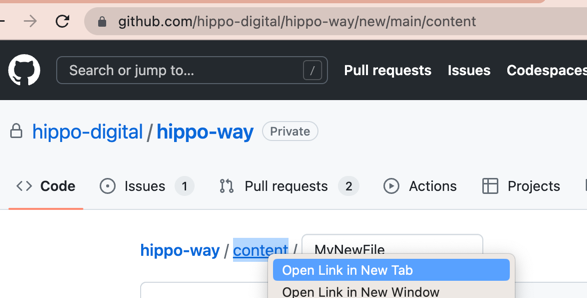 github.com/hippo-digital/hippo-way/new/main/content
Search or jump to... / Pull requests Issues Codespaces
hippo-digital / hippo-way Private
<> Code Issues 1 Pull requests 2 Actions Projects
hippo-way / content / MyNewFile
Open Link in New Tab
Open Link in New Window